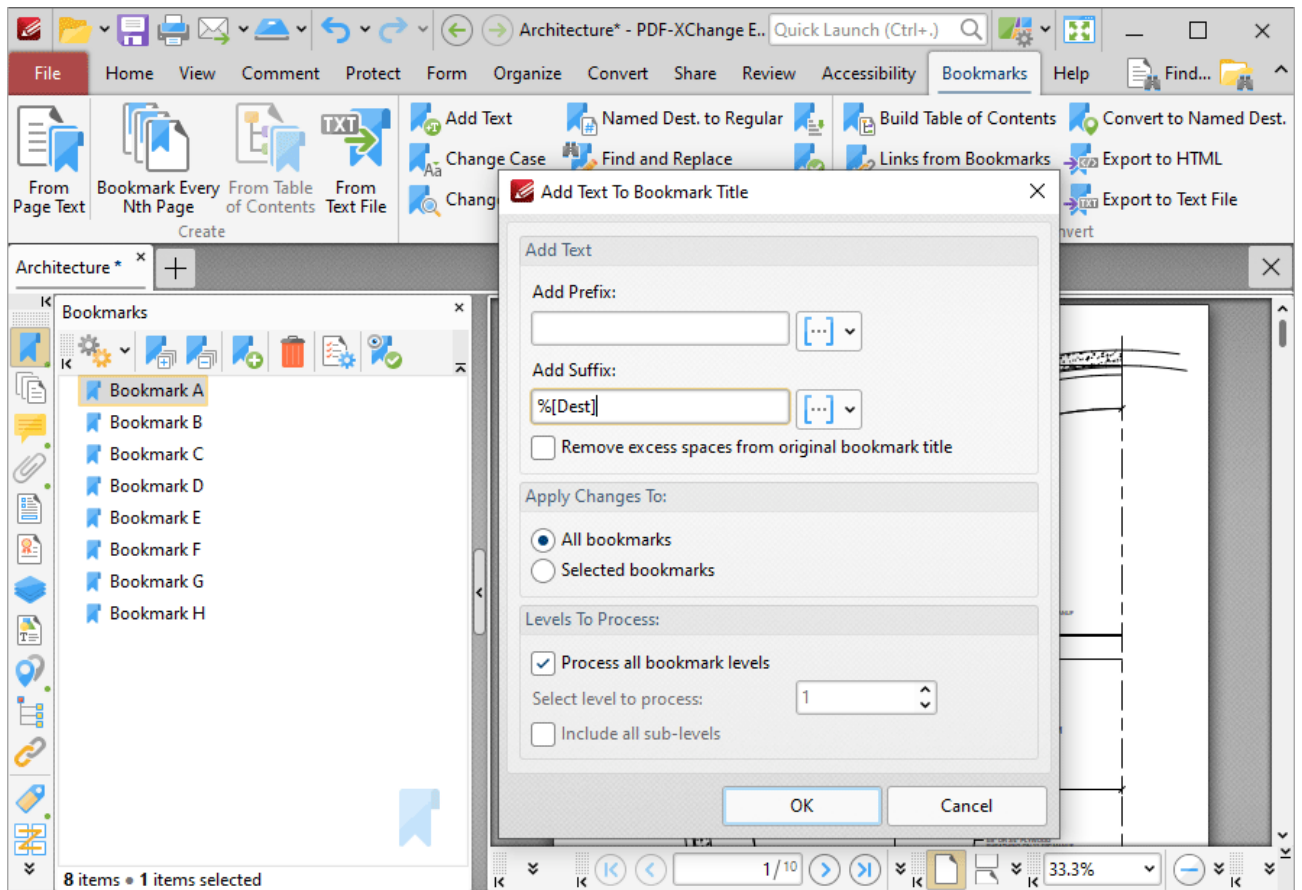 Architecture* - PDF-XChange E..
Quick Launch (Ctrl+.)
File Home View Comment Protect Form Organize Convert Share Review Accessibility Bookmarks Help Find...
From Page Text
Bookmark Every Nth Page
From Table of Contents
TXT
From Text File
Create
Add Text
Change Case
Chang
Named Dest. to Regular
Find and Replace
Build Table of Contents
Links from Bookmarks
Convert to Named Dest.
Export to HTML
Export to Text File
nvert
Architecture *
Bookmarks
Bookmark A
Bookmark B
Bookmark C
Bookmark D
Bookmark E
Bookmark F
Bookmark G
Bookmark H
8 items • 1 items selected
Add Text To Bookmark Title
Add Text
Add Prefix:
Add Suffix:
%[Dest]
Remove excess spaces from original bookmark title
Apply Changes To:
All bookmarks
Selected bookmarks
Levels To Process:
Process all bookmark levels
Select level to process: 1
Include all sub-levels
OK Cancel
1/10
33.3%